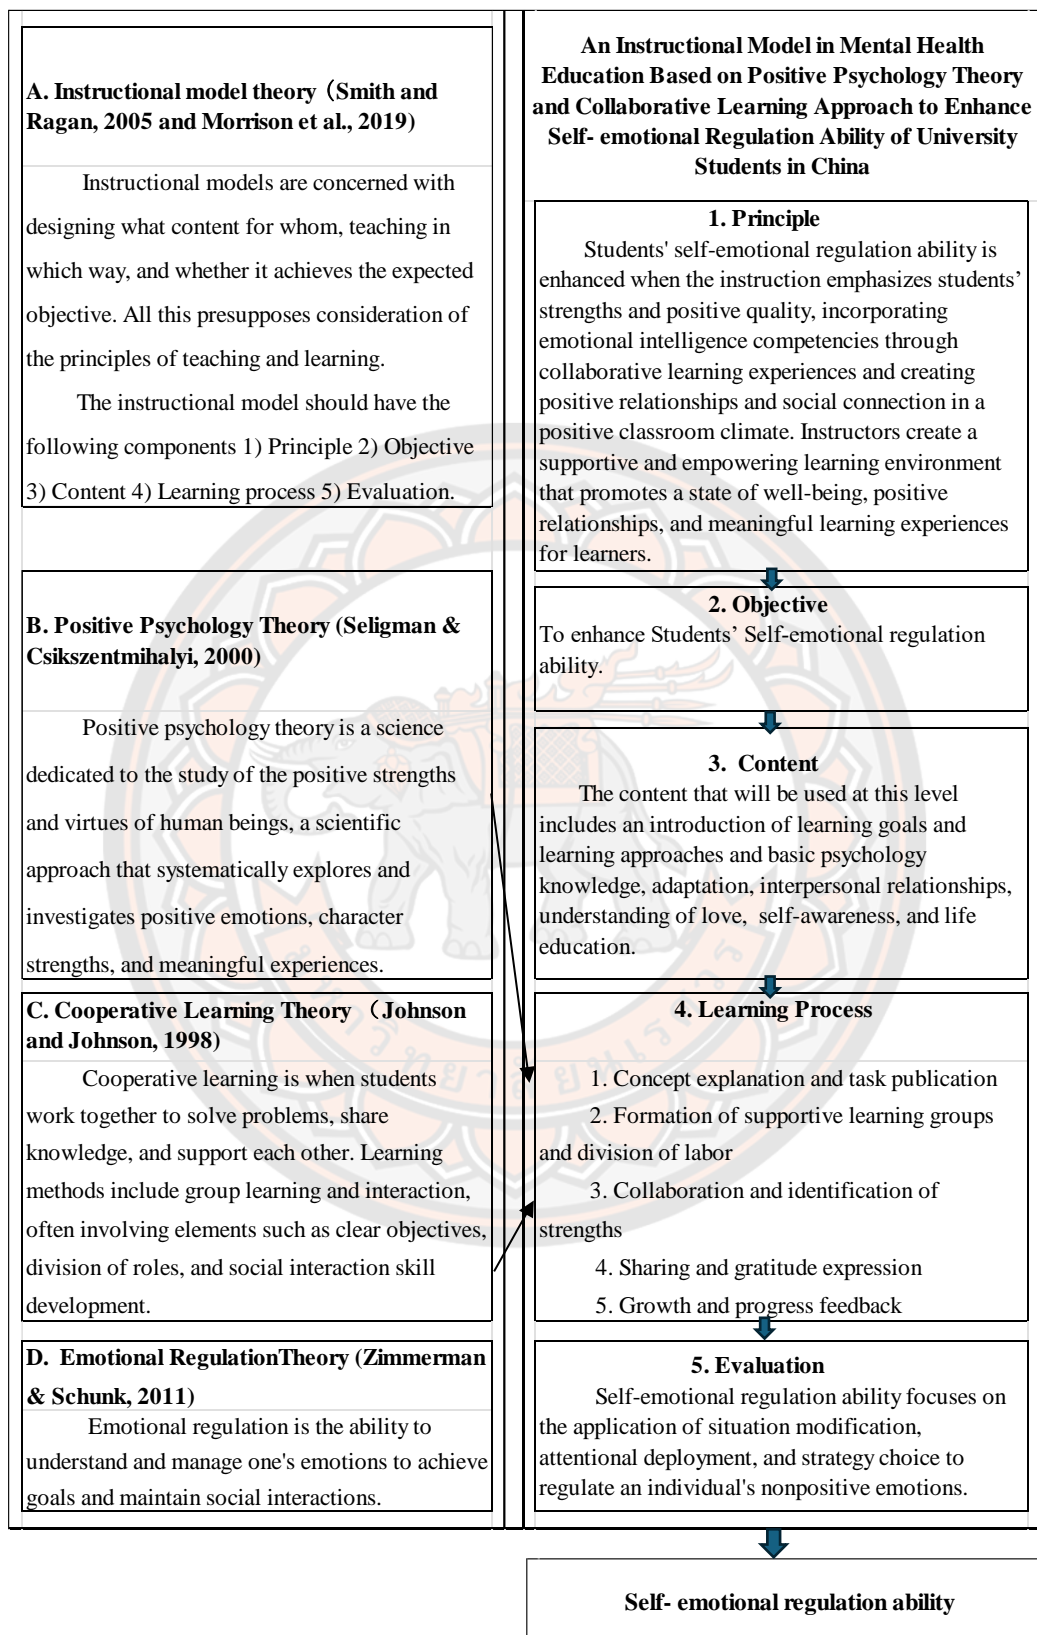 A. Instructional model theory（Smith and
Ragan, 2005 and Morrison et al., 2019)
Instructional models are concerned with
designing what content for whom, teaching in
which way, and whether it achieves the expected
objective. All this presupposes consideration of
the principles of teaching and learning.
The instructional model should have the
following components 1) Principle 2) Objective
3) Content 4) Learning process 5) Evaluation.
B. Positive Psychology Theory (Seligman &
Csikszentmihalyi, 2000)
Positive psychology theory is a science
dedicated to the study of the positive strengths
and virtues of human beings, a scientific
approach that systematically explores and
investigates positive emotions, character
strengths, and meaningful experiences.
C. Cooperative Learning Theory （Johnson
and Johnson, 1998)
Cooperative learning is when students
work together to solve problems, share
knowledge, and support each other. Learning
methods include group learning and interaction,
often involving elements such as clear objectives,
division of roles, and social interaction skill
development.
D. Emotional RegulationTheory (Zimmerman
& Schunk, 2011)
Emotional regulation is the ability to
understand and manage one's emotions to achieve
goals and maintain social interactions.
An Instructional Model in Mental Health
Education Based on Positive Psychology Theory
and Collaborative Learning Approach to Enhance
Self- emotional Regulation Ability of University
Students in China
1. Principle
Students' self-emotional regulation ability is
enhanced when the instruction emphasizes students’
strengths and positive quality, incorporating
emotional intelligence competencies through
collaborative learning experiences and creating
positive relationships and social connection in a
positive classroom climate. Instructors create a
supportive and empowering learning environment
that promotes a state of well-being, positive
relationships, and meaningful learning experiences
for learners.
2. Objective
To enhance Students’ Self-emotional regulation
ability.
3. Content
The content that will be used at this level
includes an introduction of learning goals and
learning approaches and basic psychology
knowledge, adaptation, interpersonal relationships,
understanding of love, self-awareness, and life
education.
4. Learning Process
1. Concept explanation and task publication
2. Formation of supportive learning groups
and division of labor
3. Collaboration and identification of
strengths
4. Sharing and gratitude expression
5. Growth and progress feedback
5. Evaluation
Self-emotional regulation ability focuses on
the application of situation modification,
attentional deployment, and strategy choice to
regulate an individual's nonpositive emotions.
Self- emotional regulation ability
มหาวิทยาลัยนเรศวร